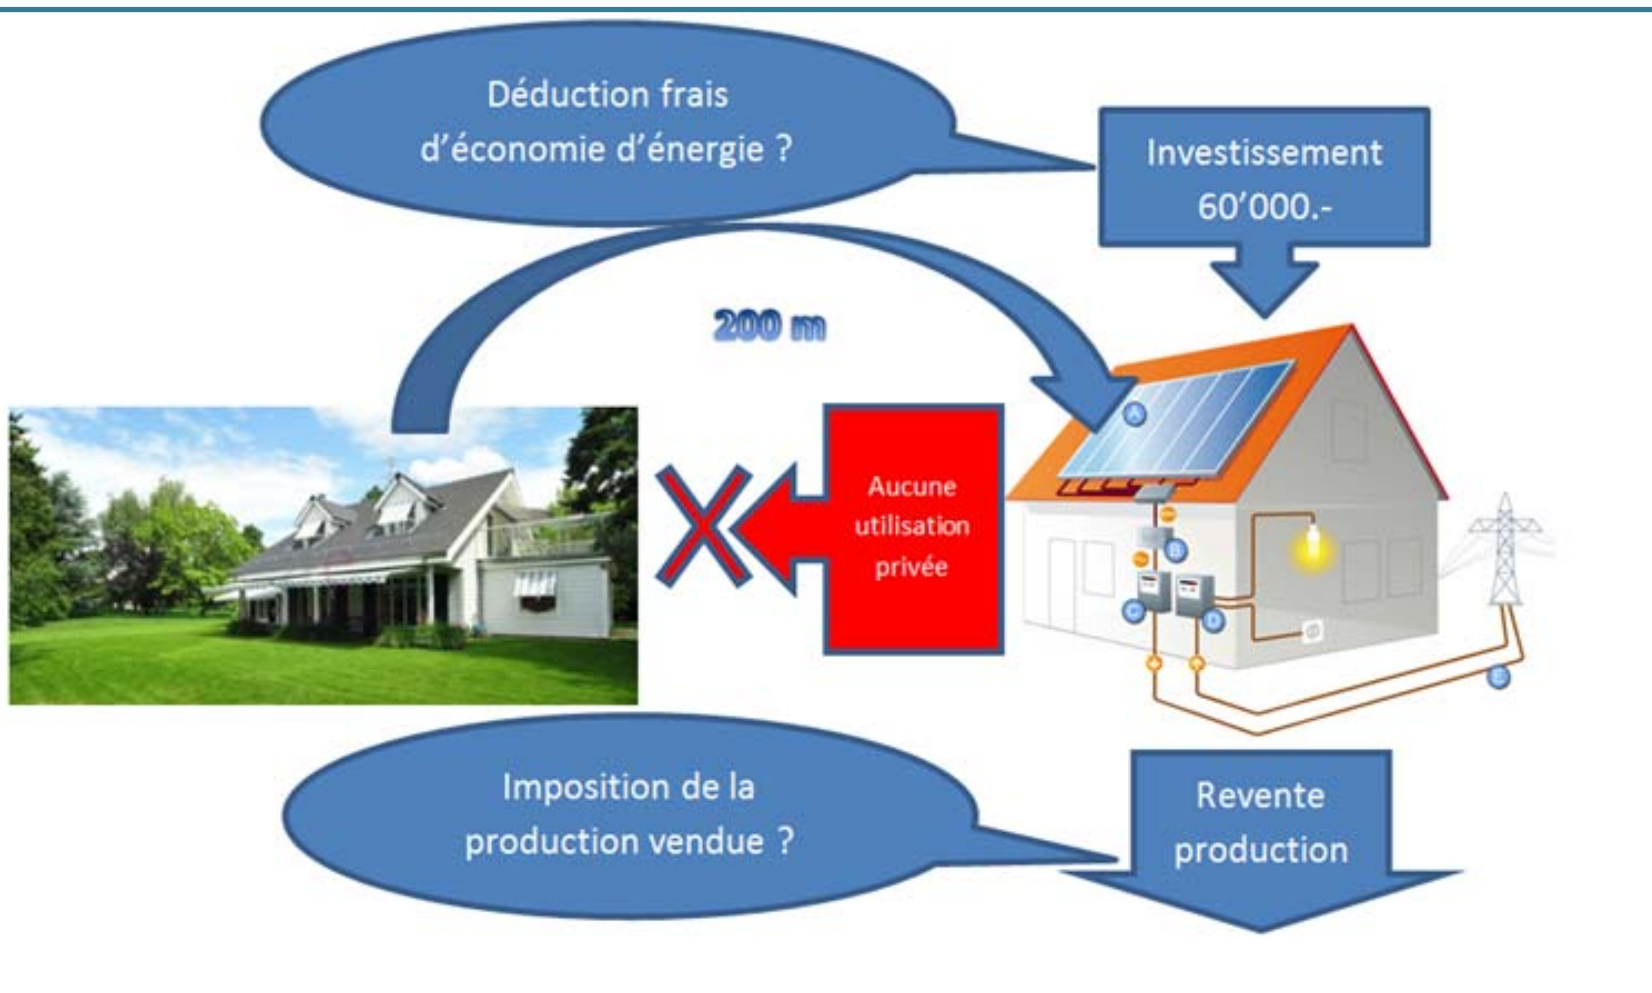 Déduction frais
d'économie d'énergie ?
Investissement
60'000.-
200 m
A
Aucune
utilisation
privée
B
C
D
E
Imposition de la
production vendue ?
Revente
production